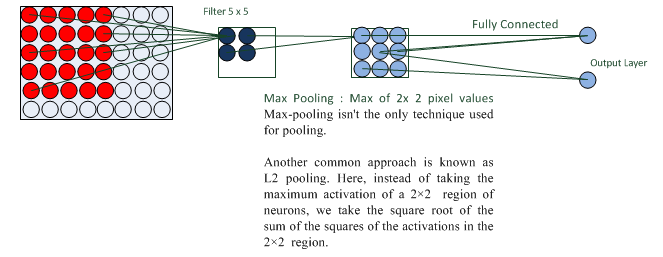 Filter 5 x 5
Fully Connected
Output Layer
Max Pooling : Max of 2x 2 pixel values
Max-pooling isn't the only technique used
for pooling.
Another common approach is known as
L2 pooling. Here, instead of taking the
maximum activation of a 2×2 region of
neurons, we take the square root of the
sum of the squares of the activations in the
2×2 region.